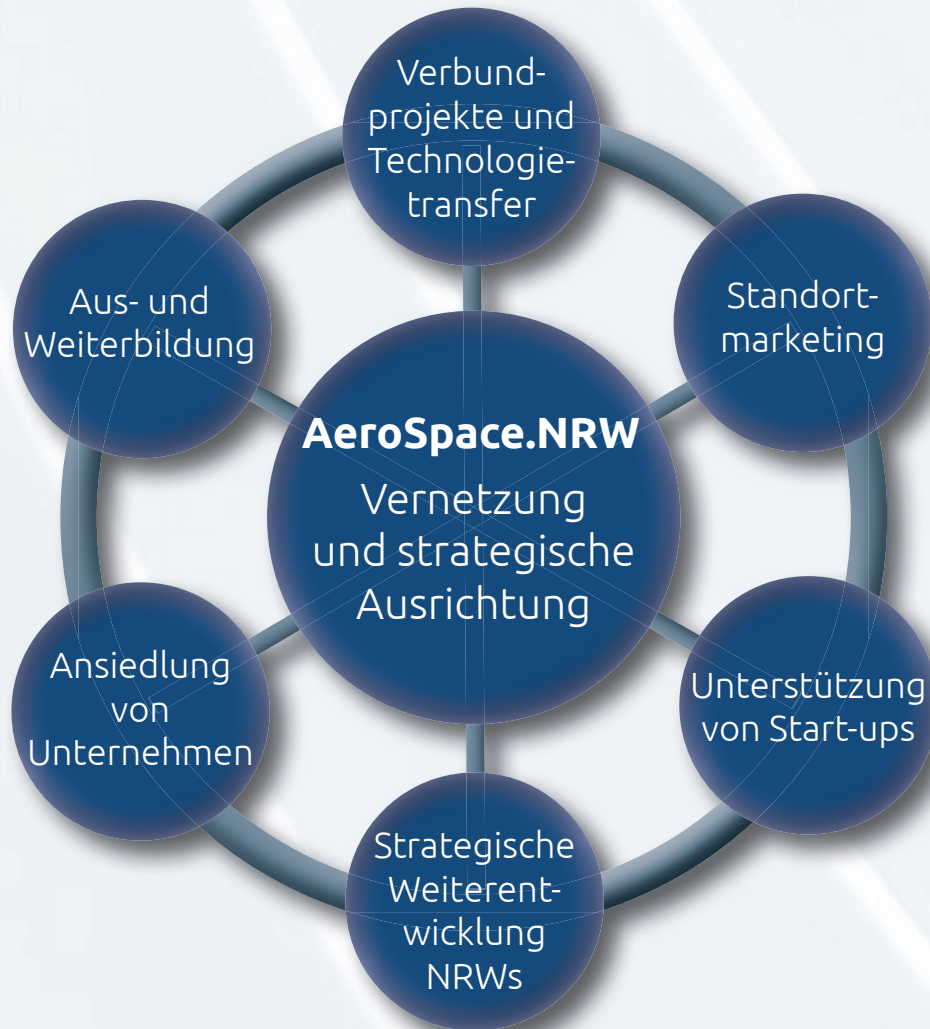 Verbund-
projekte und
Technologie-
transfer
Standort-
marketing
Unterstützung
von Start-ups
Strategische
Weiterent-
wicklung
NRWs
Ansiedlung
von
Unternehmen
Aus- und
Weiterbildung
AeroSpace.NRW
Vernetzung
und strategische
Ausrichtung